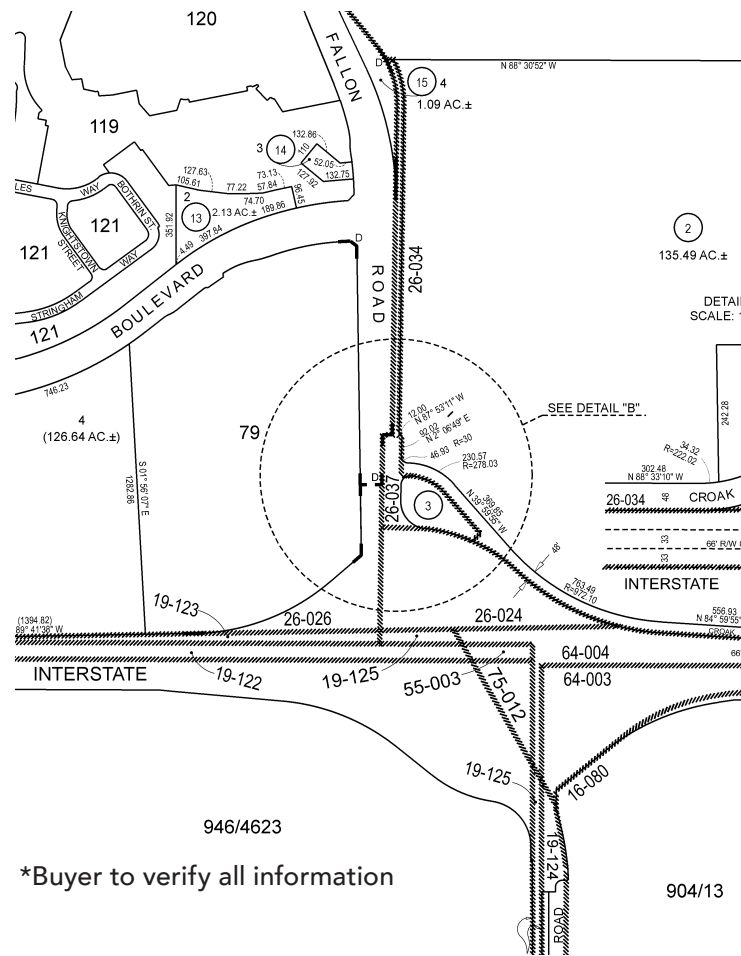 120
FALLON
D
N 88° 30'52" W
15
4
1.09 AC.±
119
132.86
3
14
110
52.05
127.92
132.75
127.63
105.61
77.22
73.13
57.84
LES
WAY
BOTHRIN ST.
2
13
2.13 AC.±
74.70
189.86
96.45
351.92
4.49
397.84
121
121
KNIGHTSTOWN
STREET
WAY
STRINGHAM
121
BOULEVARD
D
ROAD
26-034
2
135.49 AC.±
DETAI
SCALE: 1
746.23
4
(126.64 AC.±)
79
12.00
N 87° 53'11" W
92.02
N 2° 06'49" E
46.93
R=30
230.57
R=278.03
SEE DETAIL "B"
242.28
34.32
R=222.02
302.48
N 88° 33'10" W
26-034
48
CROAK
S 01° 56' 07" E
1282.86
D
26-037
3
369.85
N 39° 59'55" W
33
66' R/W
33
INTERSTATE
48'
763.49
R=972.10
19-123
(1394.82)
89° 41'38" W
26-026
26-024
556.93
N 84° 59'55"
CROAK
INTERSTATE
19-122
19-125
55-003
75-012
64-004
66'
64-003
19-125
16-080
946/4623
*Buyer to verify all information
19-124
904/13
ROAD